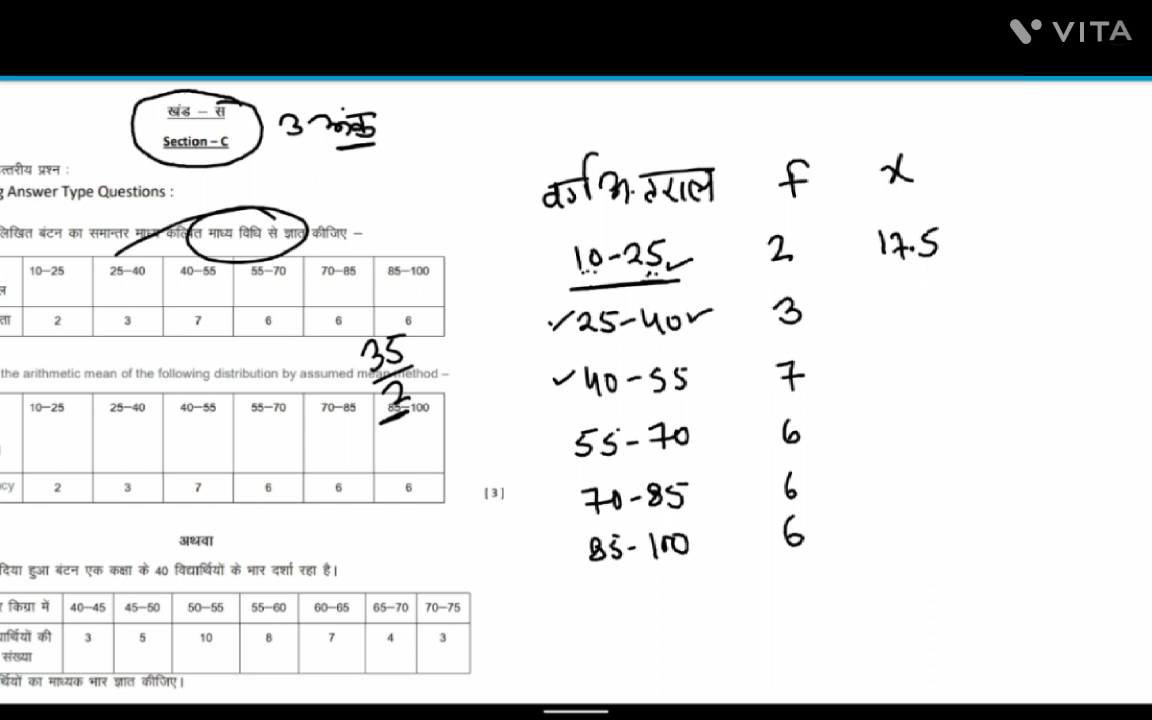 VITA
खंड – स
Section – C
3 अंक
त्तरीय प्रश्न :
g Answer Type Questions :
लिखित बंटन का समान्तर माध्य कल्पित माध्य विधि से ज्ञात कीजिए –
10–25 25–40 40–55 55–70 70–85 85–100
ल
ता 2 3 7 6 6 6
35
2
the arithmetic mean of the following distribution by assumed mean method –
10–25 25–40 40–55 55–70 70–85 85–100
cy 2 3 7 6 6 6
[3]
अथवा
दिया हुआ बंटन एक कक्षा के 40 विद्यार्थियों के भार दर्शा रहा है।
र किग्रा में 40–45 45–50 50–55 55–60 60–65 65–70 70–75
ार्थियों की 3 5 10 8 7 4 3
संख्या
र्थियों का माध्यक भार ज्ञात कीजिए।
वर्ग अन्तराल f x
10-25 2 17.5
25-40 3
40-55 7
55-70 6
70-85 6
85-100 6